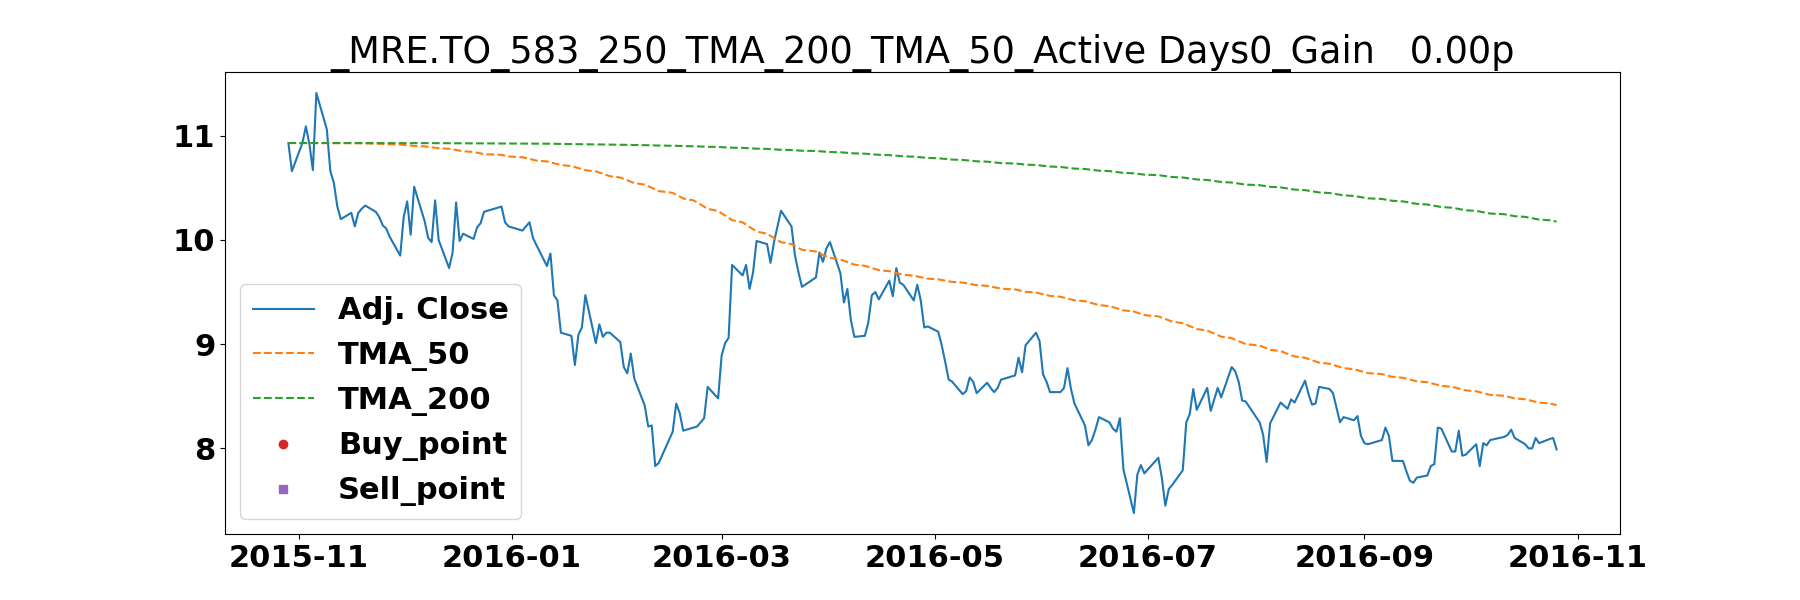 _MRE.TO_583_250_TMA_200_TMA_50_Active Days0_Gain   0.00p
11
10
9
8
Adj. Close
TMA_50
TMA_200
Buy_point
Sell_point
2015-11 2016-01 2016-03 2016-05 2016-07 2016-09 2016-11